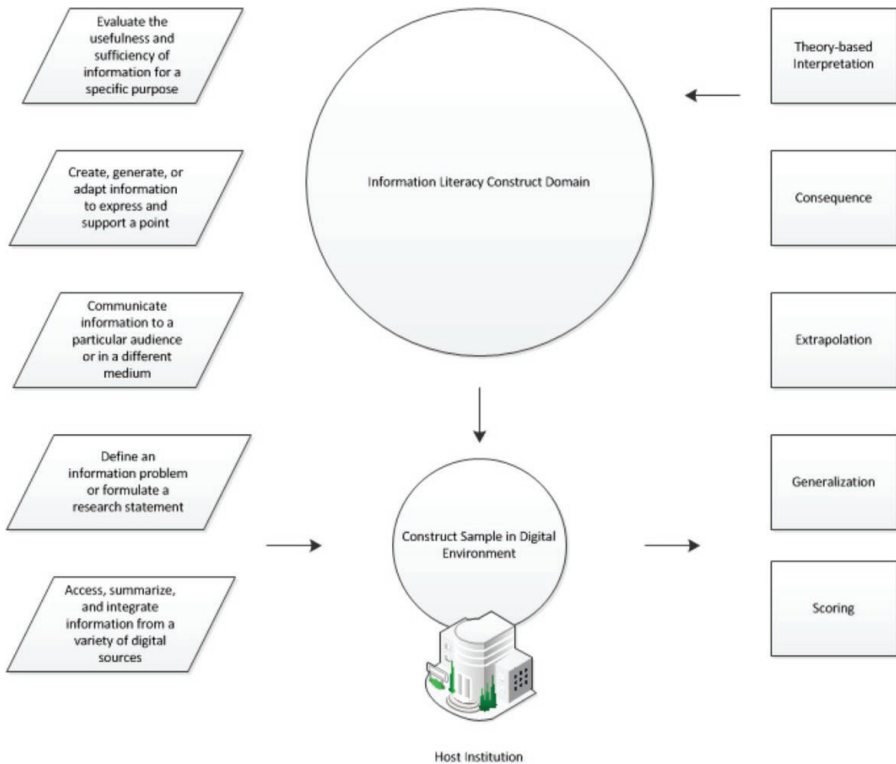 Evaluate the
usefulness and
sufficiency of
information for a
specific purpose
Create, generate, or
adapt information
to express and
support a point
Communicate
information to a
particular audience
or in a different
medium
Define an
information problem
or formulate a
research statement
Access, summarize,
and integrate
information from a
variety of digital
sources
Information Literacy Construct Domain
Construct Sample in Digital
Environment
Host Institution
Theory-based
Interpretation
Consequence
Extrapolation
Generalization
Scoring